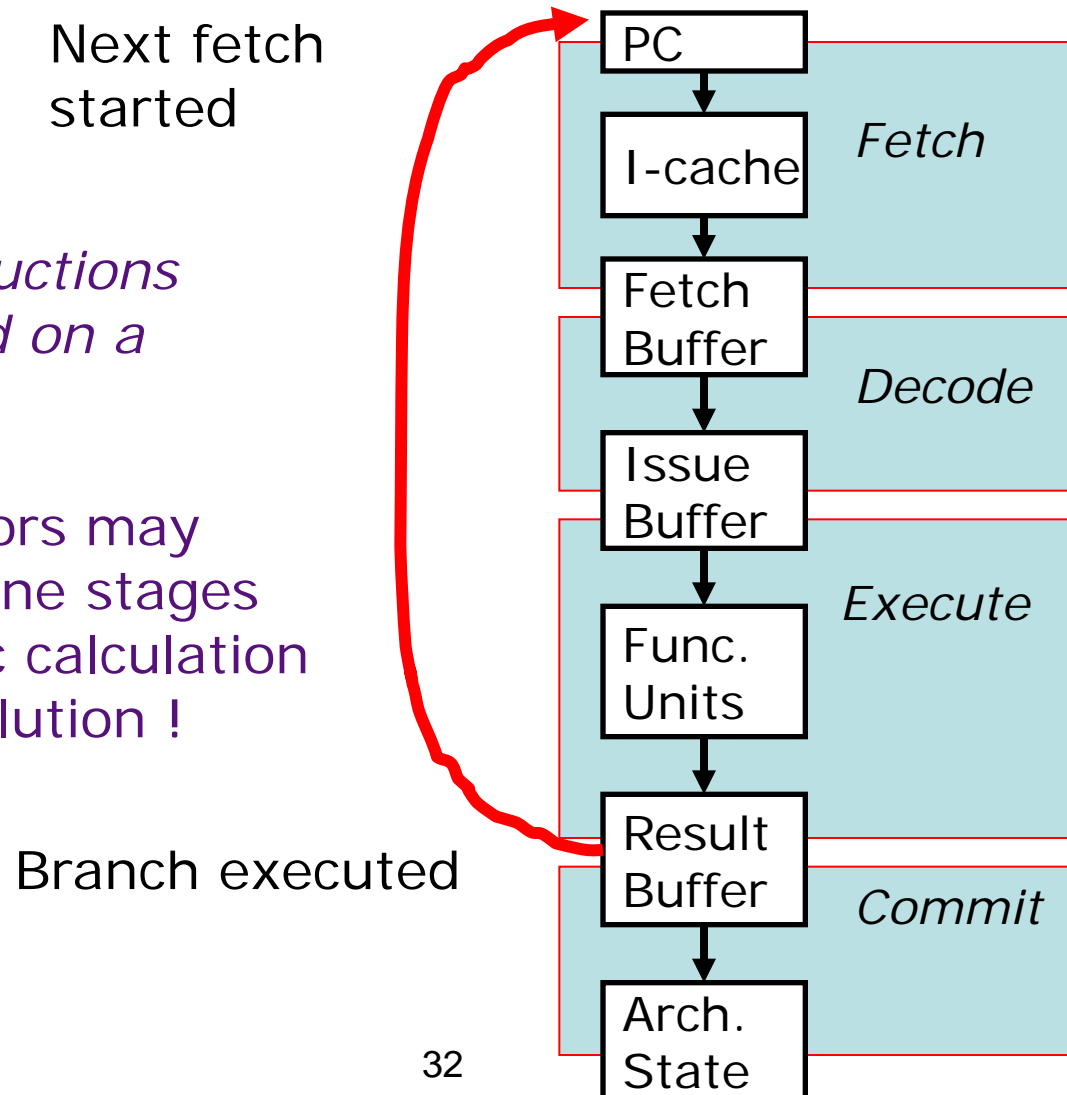 Next fetch
started
uctions
d on a
ors may
ne stages
c calculation
lution !
Branch executed
PC
I-cache
Fetch
Fetch
Buffer
Decode
Issue
Buffer
Execute
Func.
Units
Result
Buffer
Commit
Arch.
State
32